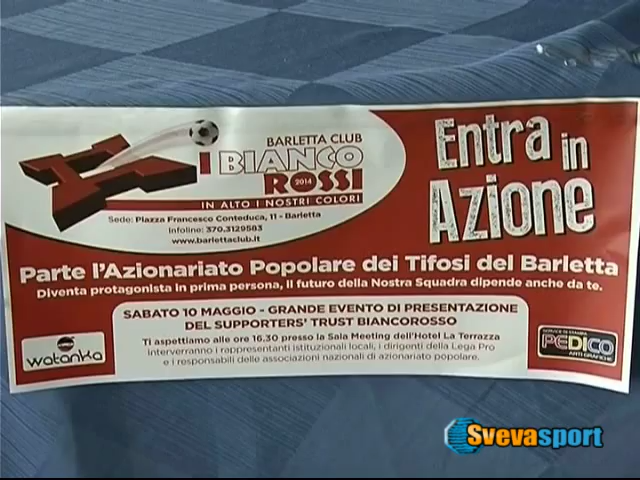 BARLETTA CLUB
I BIANCO
ROSSI
2014
IN ALTO I NOSTRI COLORI
Sede: Piazza Francesco Conteduca, 11 - Barletta
Infoline: 370.3129583
www.barlettaclub.it
Entra in
Azione
Parte l'Azionariato Popolare dei Tifosi del Barletta
Diventa protagonista in prima persona, il futuro della Nostra Squadra dipende anche da te.
SABATO 10 MAGGIO - GRANDE EVENTO DI PRESENTAZIONE
DEL SUPPORTERS' TRUST BIANCOROSSO
Ti aspettiamo alle ore 16.30 presso la Sala Meeting dell'Hotel La Terrazza
interverranno i rappresentanti istituzionali locali, i dirigenti della Lega Pro
e i responsabili delle associazioni nazionali di azionariato popolare.
watanka
PEDICO
ARTI GRAFICHE
Svevasport